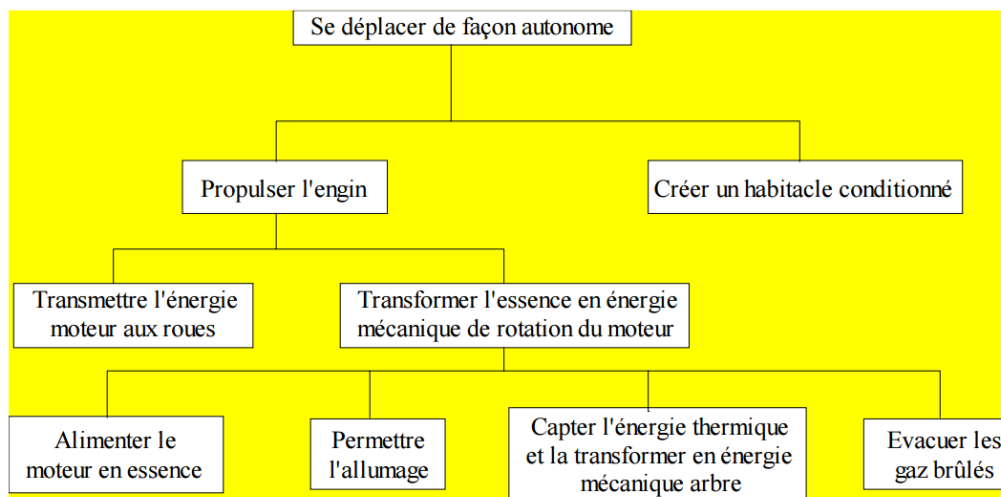 Se déplacer de façon autonome
Propulser l'engin
Créer un habitacle conditionné
Transmettre l'énergie
moteur aux roues
Transformer l'essence en énergie
mécanique de rotation du moteur
Alimenter le
moteur en essence
Permettre
l'allumage
Capter l'énergie thermique
et la transformer en énergie
mécanique arbre
Evacuer les
gaz brûlés